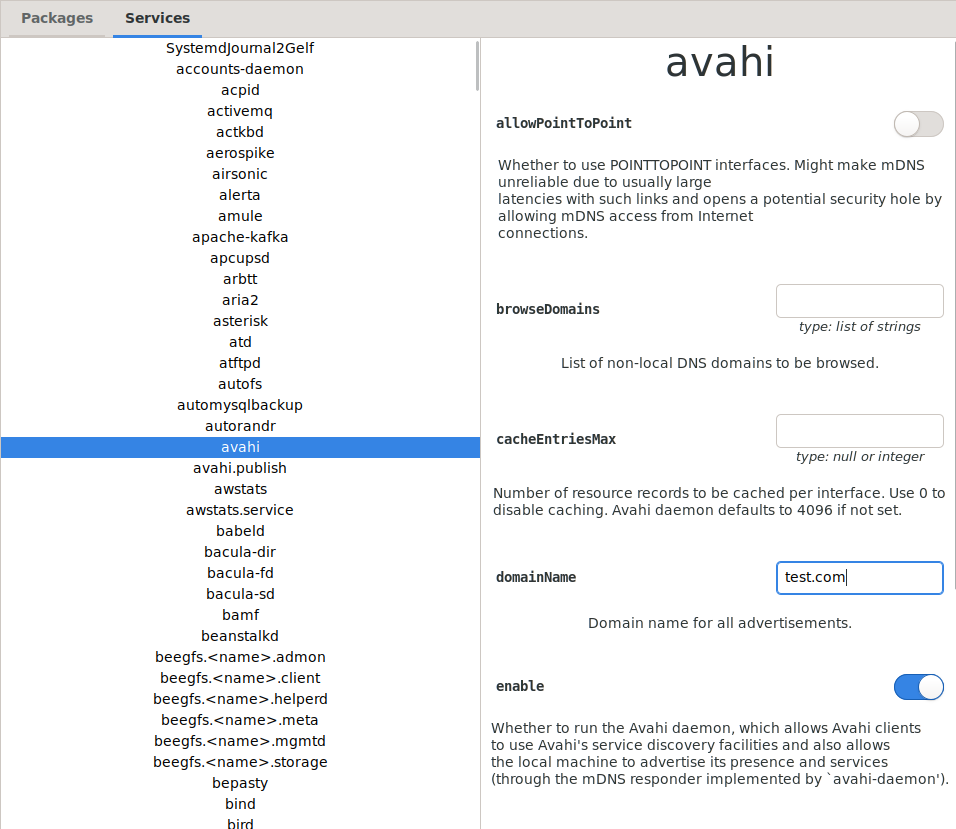 Packages
Services
SystemdJournal2Gelf
accounts-daemon
acpid
activemq
actkbd
aerospike
airsonic
alerta
amule
apache-kafka
apcupsd
arbtt
aria2
asterisk
atd
atftpd
autofs
automysqlbackup
autorandr
avahi
avahi.publish
awstats
awstats.service
babeld
bacula-dir
bacula-fd
bacula-sd
bamf
beanstalkd
beegfs.<name>.admon
beegfs.<name>.client
beegfs.<name>.helperd
beegfs.<name>.meta
beegfs.<name>.mgmtd
beegfs.<name>.storage
bepasty
bind
bird
avahi
allowPointToPoint
Whether to use POINTTOPOINT interfaces. Might make mDNS
unreliable due to usually large
latencies with such links and opens a potential security hole by
allowing mDNS access from Internet
connections.
browseDomains
type: list of strings
List of non-local DNS domains to be browsed.
cacheEntriesMax
type: null or integer
Number of resource records to be cached per interface. Use 0 to
disable caching. Avahi daemon defaults to 4096 if not set.
domainName
test.com
Domain name for all advertisements.
enable
Whether to run the Avahi daemon, which allows Avahi clients
to use Avahi's service discovery facilities and also allows
the local machine to advertise its presence and services
(through the mDNS responder implemented by `avahi-daemon').